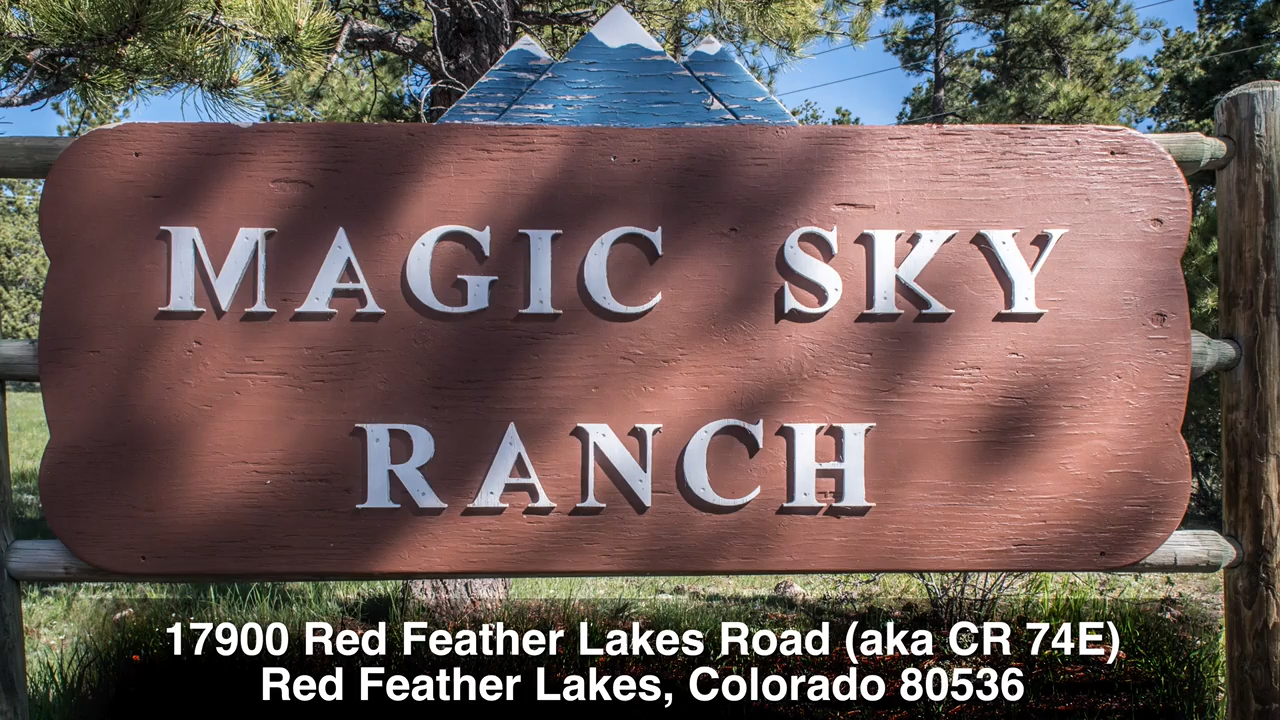 MAGIC SKY
RANCH
17900 Red Feather Lakes Road (aka CR 74E)
Red Feather Lakes, Colorado 80536